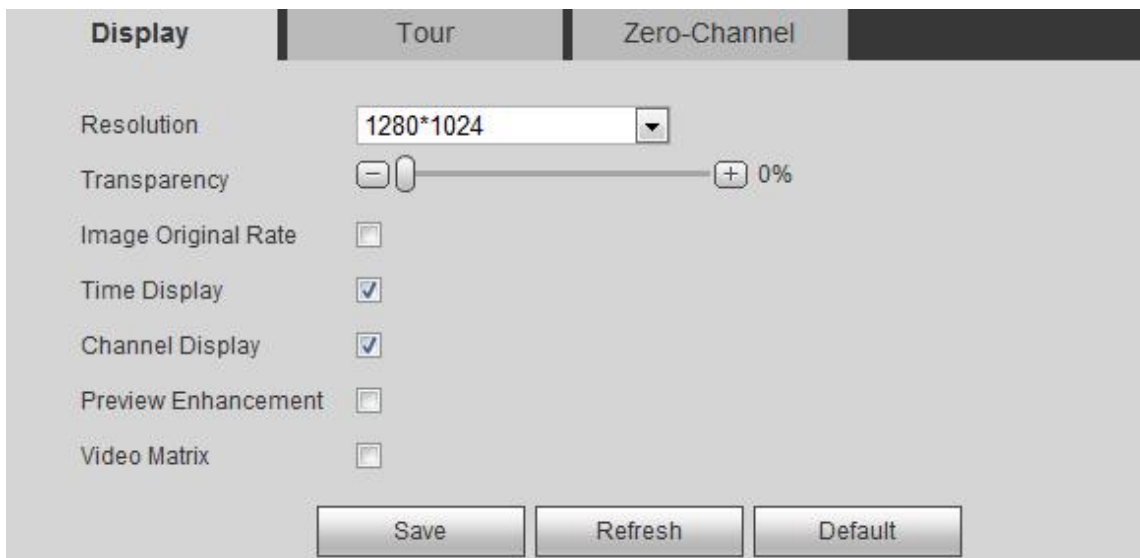 Display Tour Zero-Channel
Resolution 1280*1024
Transparency 0%
Image Original Rate
Time Display
Channel Display
Preview Enhancement
Video Matrix
Save Refresh Default